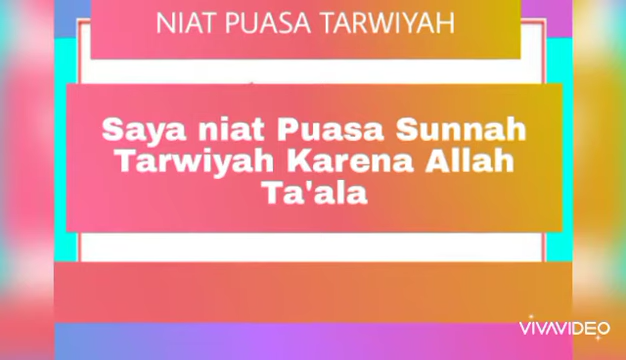 NIAT PUASA TARWIYAH
Saya niat Puasa Sunnah
Tarwiyah Karena Allah
Ta'ala
VIVAVIDEO